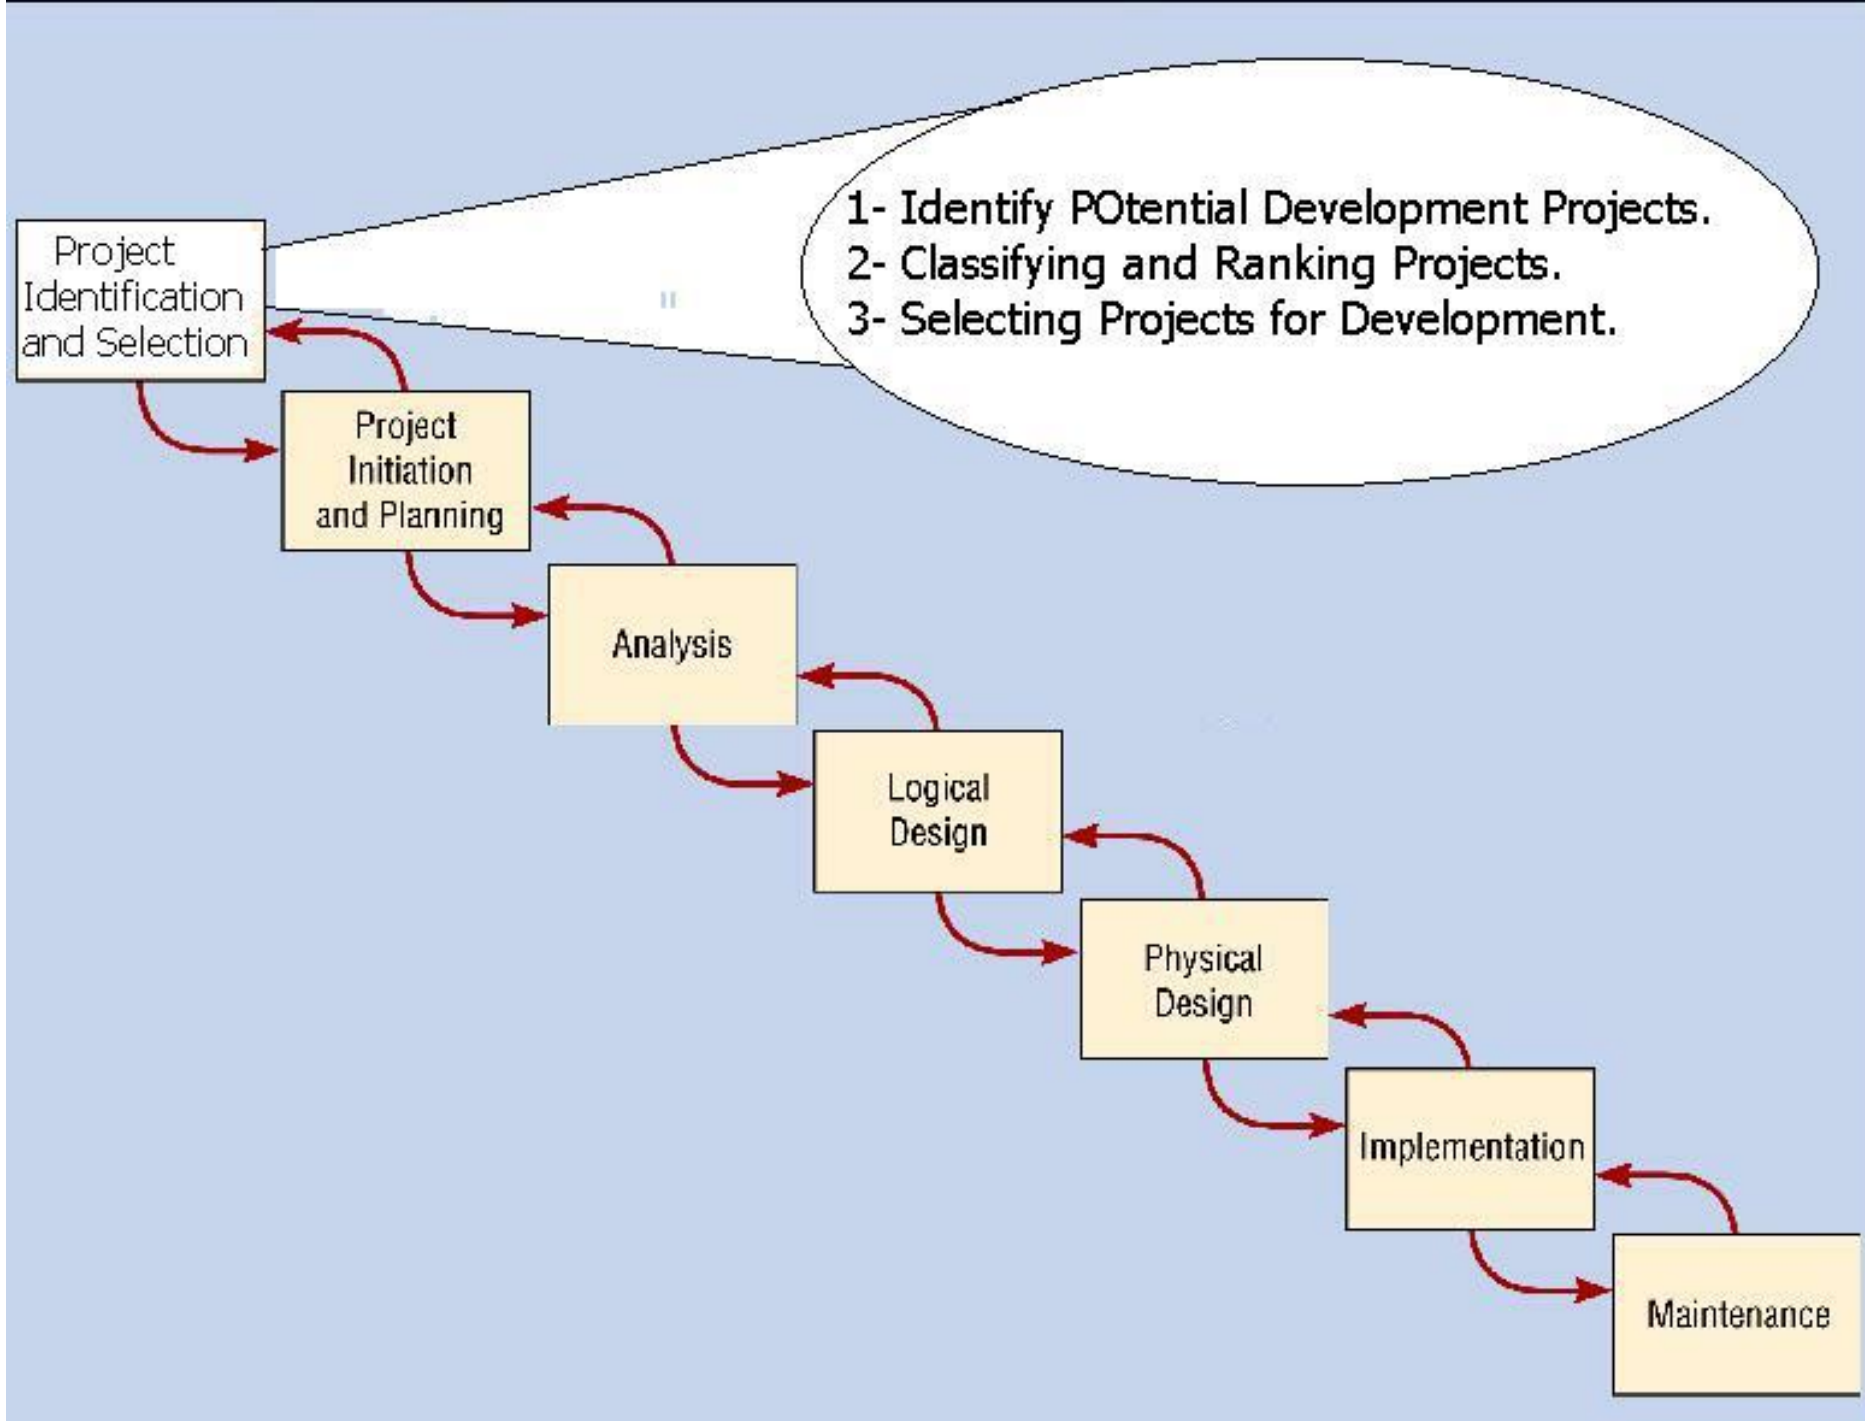 1- Identify POtential Development Projects.
2- Classifying and Ranking Projects.
3- Selecting Projects for Development.
Project
Identification
and Selection
Project
Initiation
and Planning
Analysis
Logical
Design
Physical
Design
Implementation
Maintenance